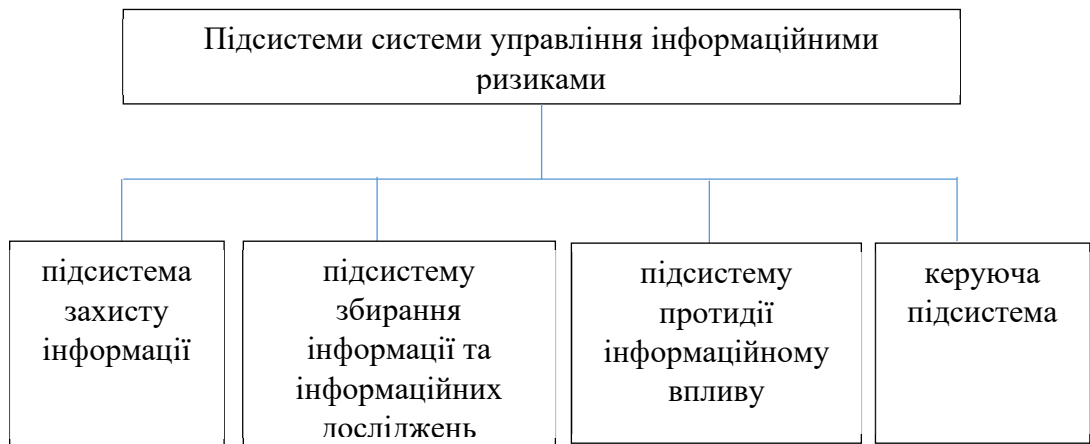 Підсистеми системи управління інформаційними
ризиками
підсистема
захисту
інформації
підсистему
збирання
інформації та
інформаційних
досліджень
підсистему
протидії
інформаційному
впливу
керуюча
підсистема